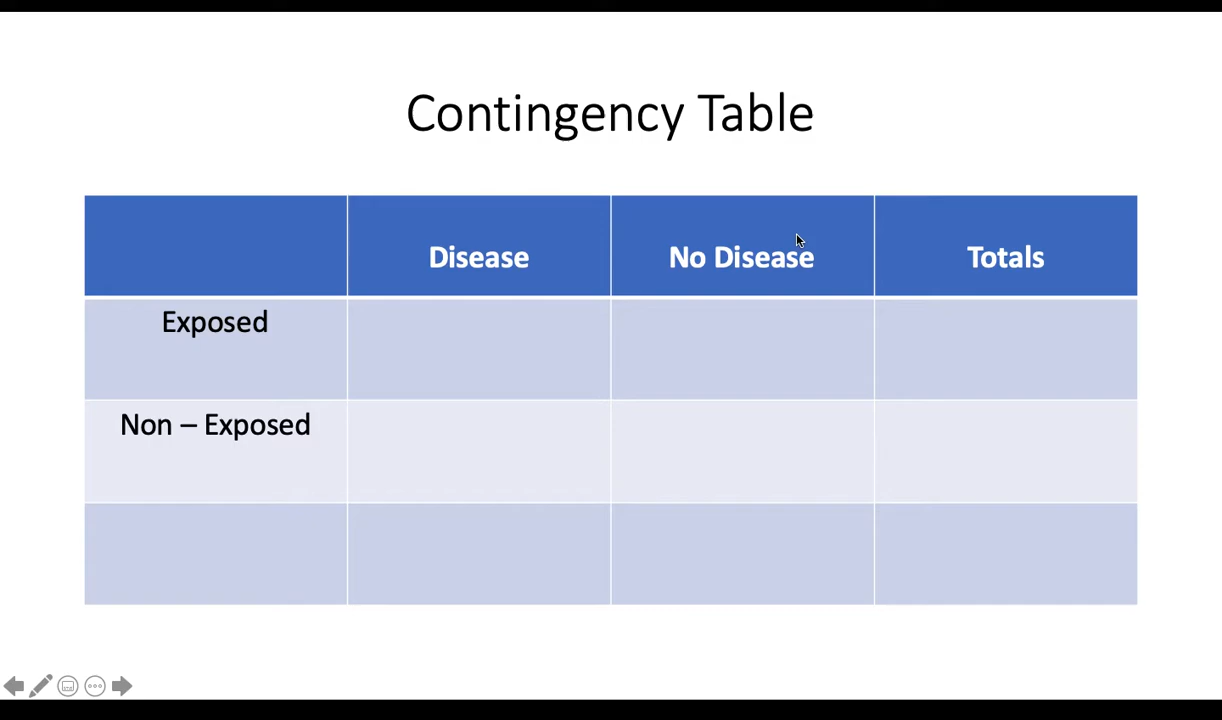 Contingency Table
Disease No Disease Totals
Exposed
Non – Exposed